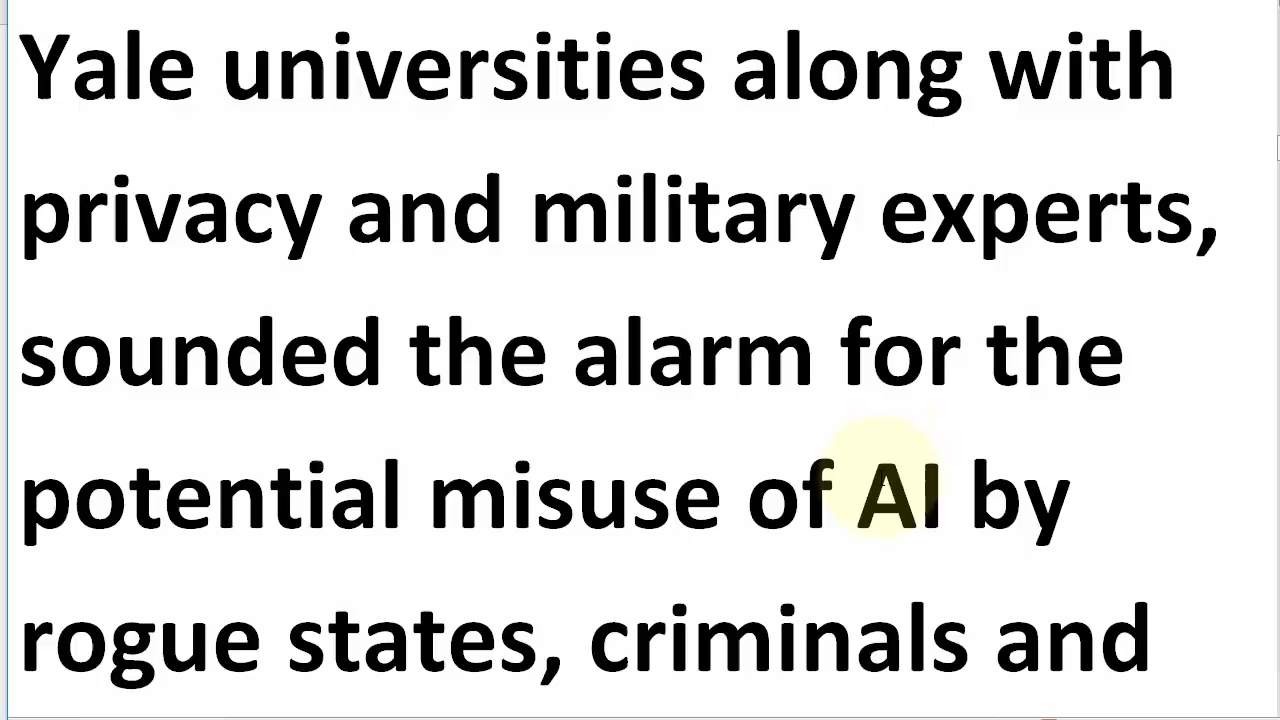 Yale universities along with
privacy and military experts,
sounded the alarm for the
potential misuse of AI by
rogue states, criminals and